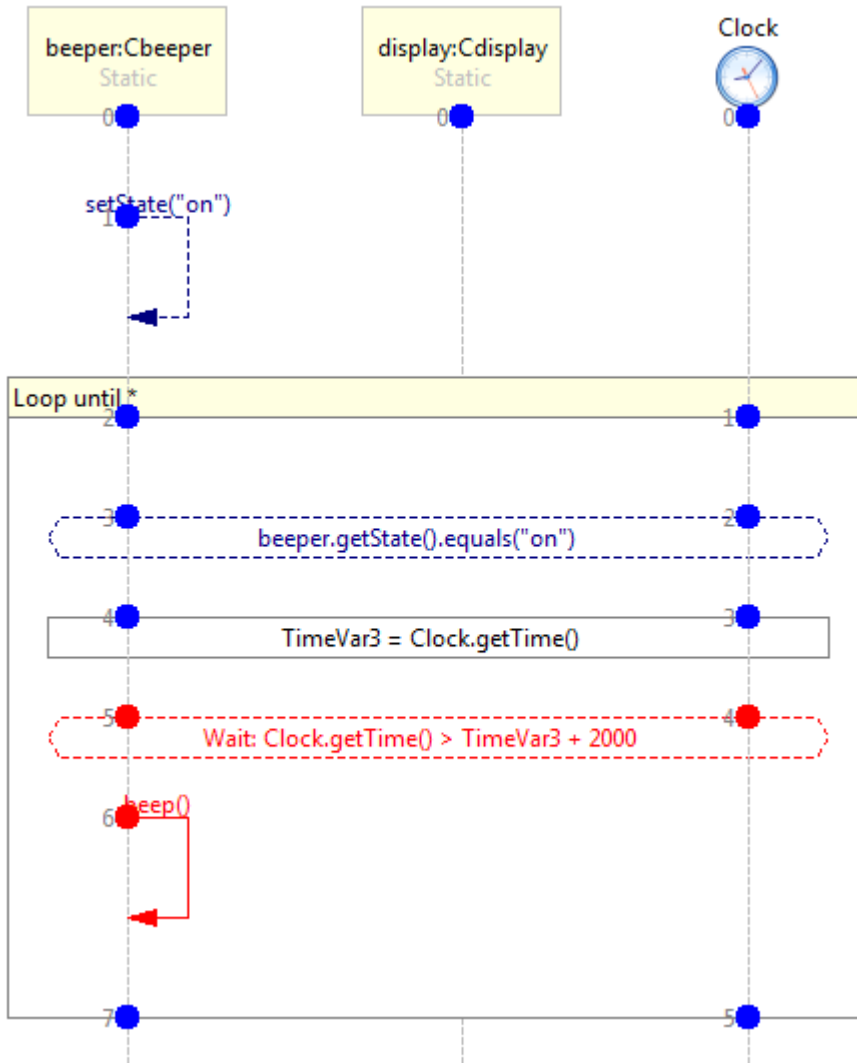 beeper:Cbeeper
Static
display:Cdisplay
Static
Clock
0
0
0
setState("on")
1
Loop until *
2
1
3
2
beeper.getState().equals("on")
4
3
TimeVar3 = Clock.getTime()
5
4
Wait: Clock.getTime() > TimeVar3 + 2000
beep()
6
7
5